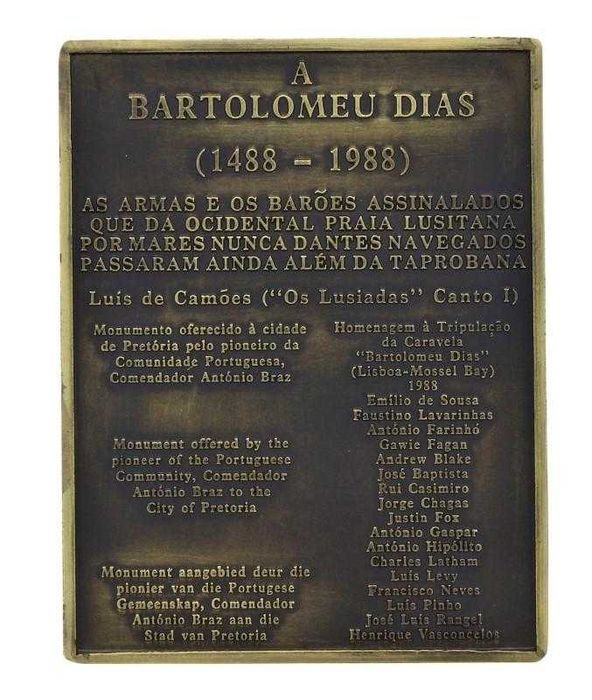 A
BARTOLOMEU DIAS
(1488 - 1988)
AS ARMAS E OS BARÕES ASSINALADOS
QUE DA OCIDENTAL PRAIA LUSITANA
POR MARES NUNCA DANTES NAVEGADOS
PASSARAM AINDA ALÉM DA TAPROBANA
Luís de Camões ("Os Lusiadas" Canto I)
Monumento oferecido à cidade
de Pretória pelo pioneiro da
Comunidade Portuguesa,
Comendador António Braz
Monument offered by the
pioneer of the Portuguese
Community, Comendador
António Braz to the
City of Pretoria
Monument aangebied deur die
pionier van die Portugese
Gemeenskap, Comendador
António Braz aan die
Stad van Pretoria
Homenagem à Tripulação
da Caravela
"Bartolomeu Dias"
(Lisboa-Mossel Bay)
1988
Emílio de Sousa
Faustino Lavarinhas
António Farinhó
Gawie Fagan
Andrew Blake
José Baptista
Rui Casimiro
Jorge Chagas
Justin Fox
António Gaspar
António Hipólito
Charles Latham
Luís Levy
Francisco Neves
Luís Pinho
José Luís Rangel
Henrique Vasconcelos